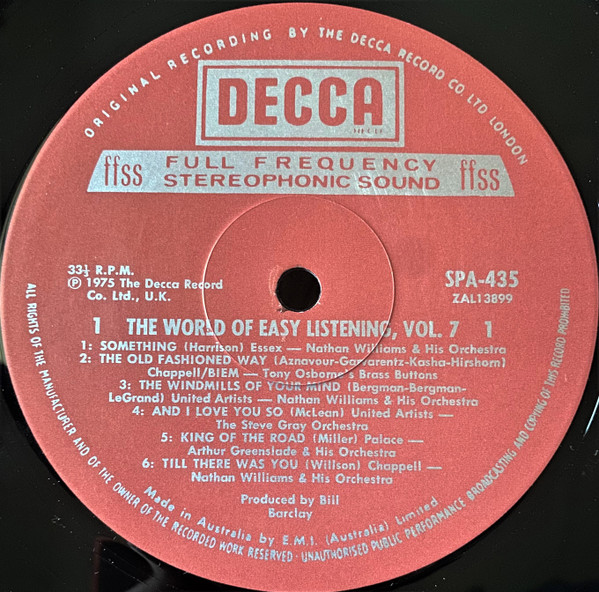 ORIGINAL RECORDING BY THE DECCA RECORD CO LTD LONDON
DECCA
ffss FULL FREQUENCY STEREOPHONIC SOUND ffss
33⅓ R.P.M.
℗ 1975 The Decca Record
Co. Ltd., U.K.
SPA-435
ZAL13899
1 THE WORLD OF EASY LISTENING, VOL. 7 1
1: SOMETHING (Harrison) Essex — Nathan Williams & His Orchestra
2: THE OLD FASHIONED WAY (Aznavour-Gavarentz-Kasha-Hirshorn)
Chappell/BIEM — Tony Osborne's Brass Buttons
3: THE WINDMILLS OF YOUR MIND (Bergman-Bergman-
LeGrand) United Artists — Nathan Williams & His Orchestra
4: AND I LOVE YOU SO (McLean) United Artists —
The Steve Gray Orchestra
5: KING OF THE ROAD (Miller) Palace —
Arthur Greenslade & His Orchestra
6: TILL THERE WAS YOU (Willson) Chappell —
Nathan Williams & His Orchestra
Produced by Bill
Barclay
Made in Australia by E.M.I. (Australia) Limited
ALL RIGHTS OF THE MANUFACTURER AND OF THE OWNER OF THE RECORDED WORK RESERVED · UNAUTHORISED PUBLIC PERFORMANCE BROADCASTING AND COPYING OF THIS RECORD PROHIBITED